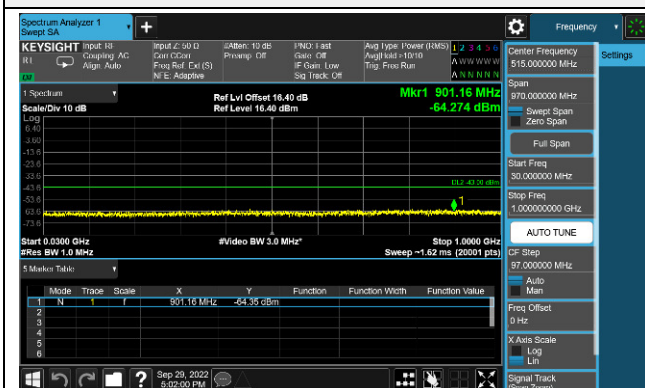 Spectrum Analyzer 1
Swept SA
+
Frequency
KEYSIGHT Input: RF
Coupling: AC
Align: Auto
Input Z: 50 Ω
Corr CCorr
Freq Ref: Ext (S)
NFE: Adaptive
#Atten: 10 dB
Preamp: Off
PNO: Fast
Gate: Off
IF Gain: Low
Sig Track: Off
Avg Type: Power (RMS)
Avg|Hold:>10/10
Trig: Free Run
1 2 3 4 5 6
A W W W W W
A N N N N N
1 Spectrum
Scale/Div 10 dB
Ref Lvl Offset 16.40 dB
Ref Level 16.40 dBm
Mkr1 901.16 MHz
-64.274 dBm
Log
6.40
-3.60
-13.6
-23.6
-33.6
-43.6
-53.6
-63.6
-73.6
1
Start 0.0300 GHz
#Res BW 1.0 MHz
#Video BW 3.0 MHz*
Stop 1.0000 GHz
Sweep ~1.62 ms (20001 pts)
5 Marker Table
Mode Trace Scale X Y Function Function Width Function Value
1 N 1 f 901.16 MHz -64.35 dBm
2
3
4
5
6
Sep 29, 2022
5:02:00 PM
Center Frequency
515.000000 MHz
Settings
Span
970.000000 MHz
Swept Span
Zero Span
Full Span
Start Freq
30.000000 MHz
Stop Freq
1.000000000 GHz
AUTO TUNE
CF Step
97.000000 MHz
Auto
Man
Freq Offset
0 Hz
X Axis Scale
Log
Lin
Signal Track
(Span Zoom)